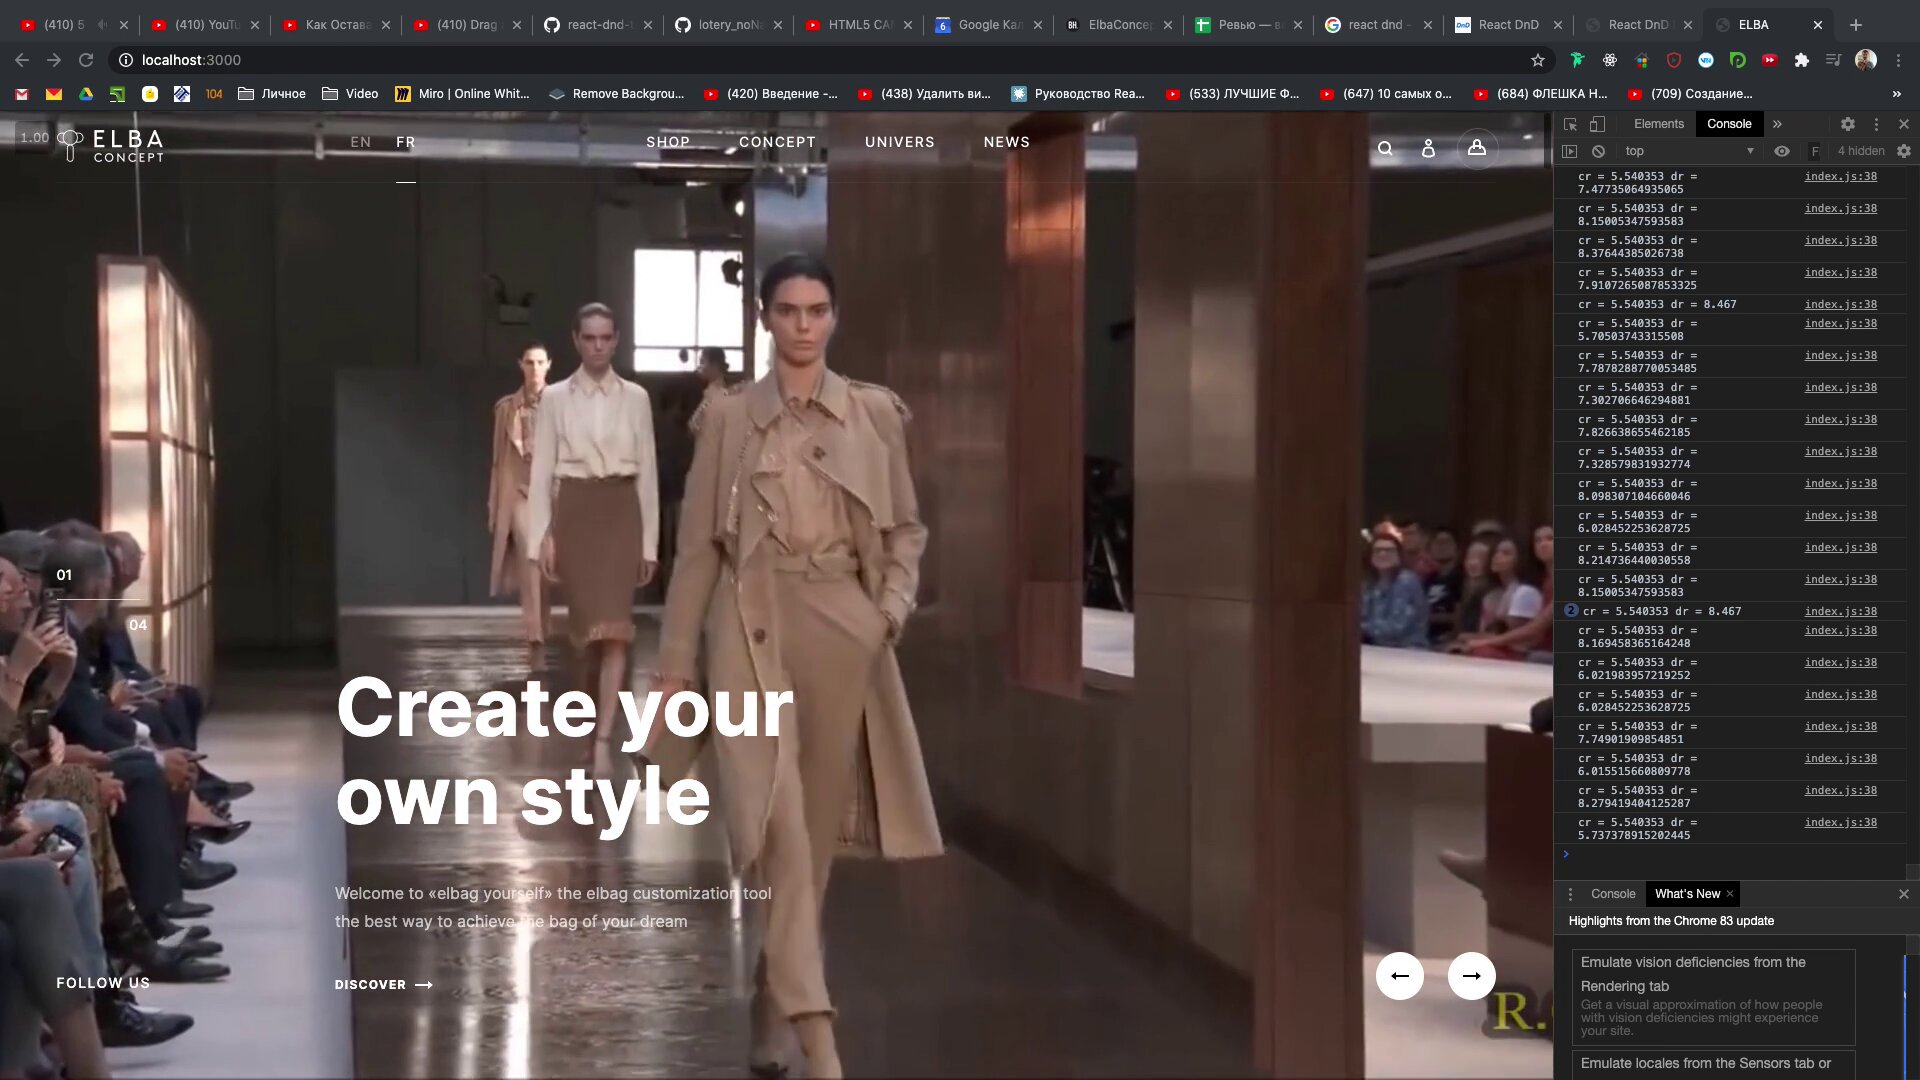 (410) 5
(410) YouTu
Как Остава
(410) Drag
react-dnd-t
lotery_noNa
HTML5 CAN
Google Кал
ElbaConcep
Ревью — в
react dnd -
React DnD
React DnD
ELBA
localhost:3000
104
Личное
Video
Miro | Online Whit...
Remove Backgrou...
(420) Введение -...
(438) Удалить ви...
Руководство Rea...
(533) ЛУЧШИЕ Ф...
(647) 10 самых о...
(684) ФЛЕШКА Н...
(709) Создание...
»
1.00
ELBA
CONCEPT
EN
FR
SHOP
CONCEPT
UNIVERS
NEWS
01
04
Create your
own style
Welcome to «elbag yourself» the elbag customization tool
the best way to achieve the bag of your dream
DISCOVER
FOLLOW US
R.
Elements
Console
»
top
F
4 hidden
cr = 5.540353 dr =
7.47735064935065
index.js:38
cr = 5.540353 dr =
8.15005347593583
index.js:38
cr = 5.540353 dr =
8.37644385026738
index.js:38
cr = 5.540353 dr =
7.9107265087853325
index.js:38
cr = 5.540353 dr = 8.467
index.js:38
cr = 5.540353 dr =
5.70503743315508
index.js:38
cr = 5.540353 dr =
7.7878288770053485
index.js:38
cr = 5.540353 dr =
7.302706646294881
index.js:38
cr = 5.540353 dr =
7.826638655462185
index.js:38
cr = 5.540353 dr =
7.328579831932774
index.js:38
cr = 5.540353 dr =
8.098307104660046
index.js:38
cr = 5.540353 dr =
6.028452253628725
index.js:38
cr = 5.540353 dr =
8.214736440030558
index.js:38
cr = 5.540353 dr =
8.15005347593583
index.js:38
2 cr = 5.540353 dr = 8.467
index.js:38
cr = 5.540353 dr =
8.169458365164248
index.js:38
cr = 5.540353 dr =
6.021983957219252
index.js:38
cr = 5.540353 dr =
6.028452253628725
index.js:38
cr = 5.540353 dr =
7.74901909854851
index.js:38
cr = 5.540353 dr =
6.015515660809778
index.js:38
cr = 5.540353 dr =
8.279419404125287
index.js:38
cr = 5.540353 dr =
5.737378915202445
index.js:38
Console
What's New
Highlights from the Chrome 83 update
Emulate vision deficiencies from the
Rendering tab
Get a visual approximation of how people
with vision deficiencies might experience
your site.
Emulate locales from the Sensors tab or